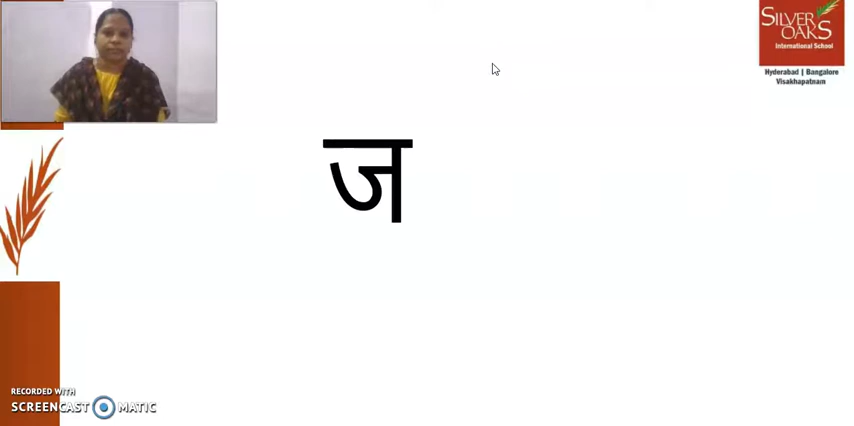 SILVER
OAKS
International School
Hyderabad | Bangalore
Visakhapatnam
ज
RECORDED WITH
SCREENCAST MATIC